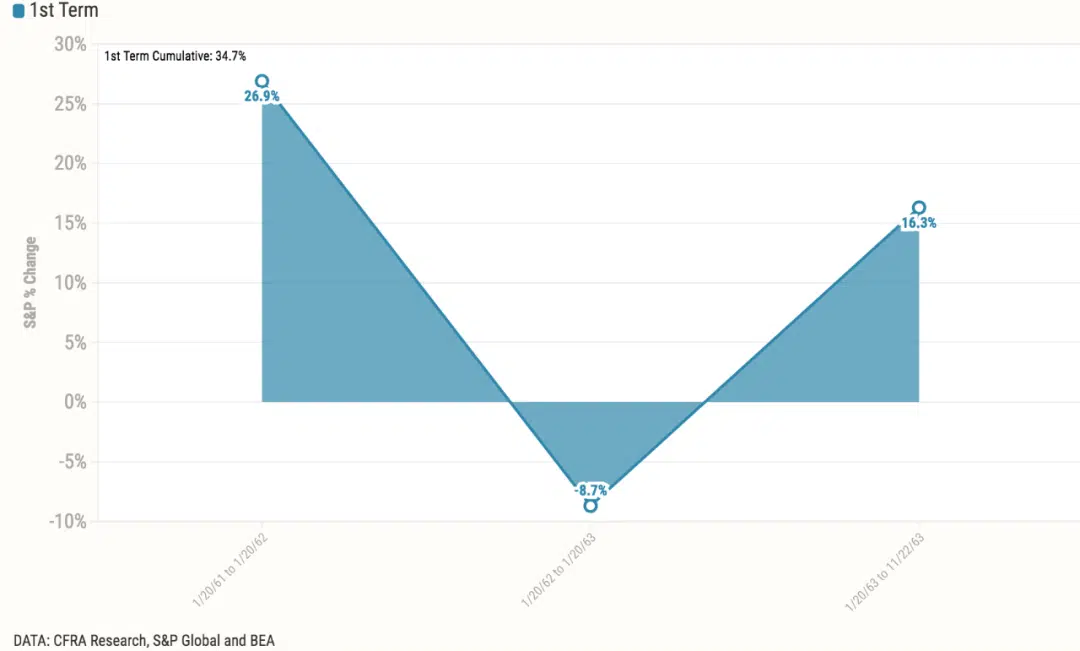 1st Term
30%
1st Term Cumulative: 34.7%
26.9%
25%
20%
15%
16.3%
10%
5%
0%
-5%
-8.7%
-10%
S&P % Change
1/20/61 to 1/20/62
1/20/62 to 1/20/63
1/20/63 to 11/22/63
DATA: CFRA Research, S&P Global and BEA